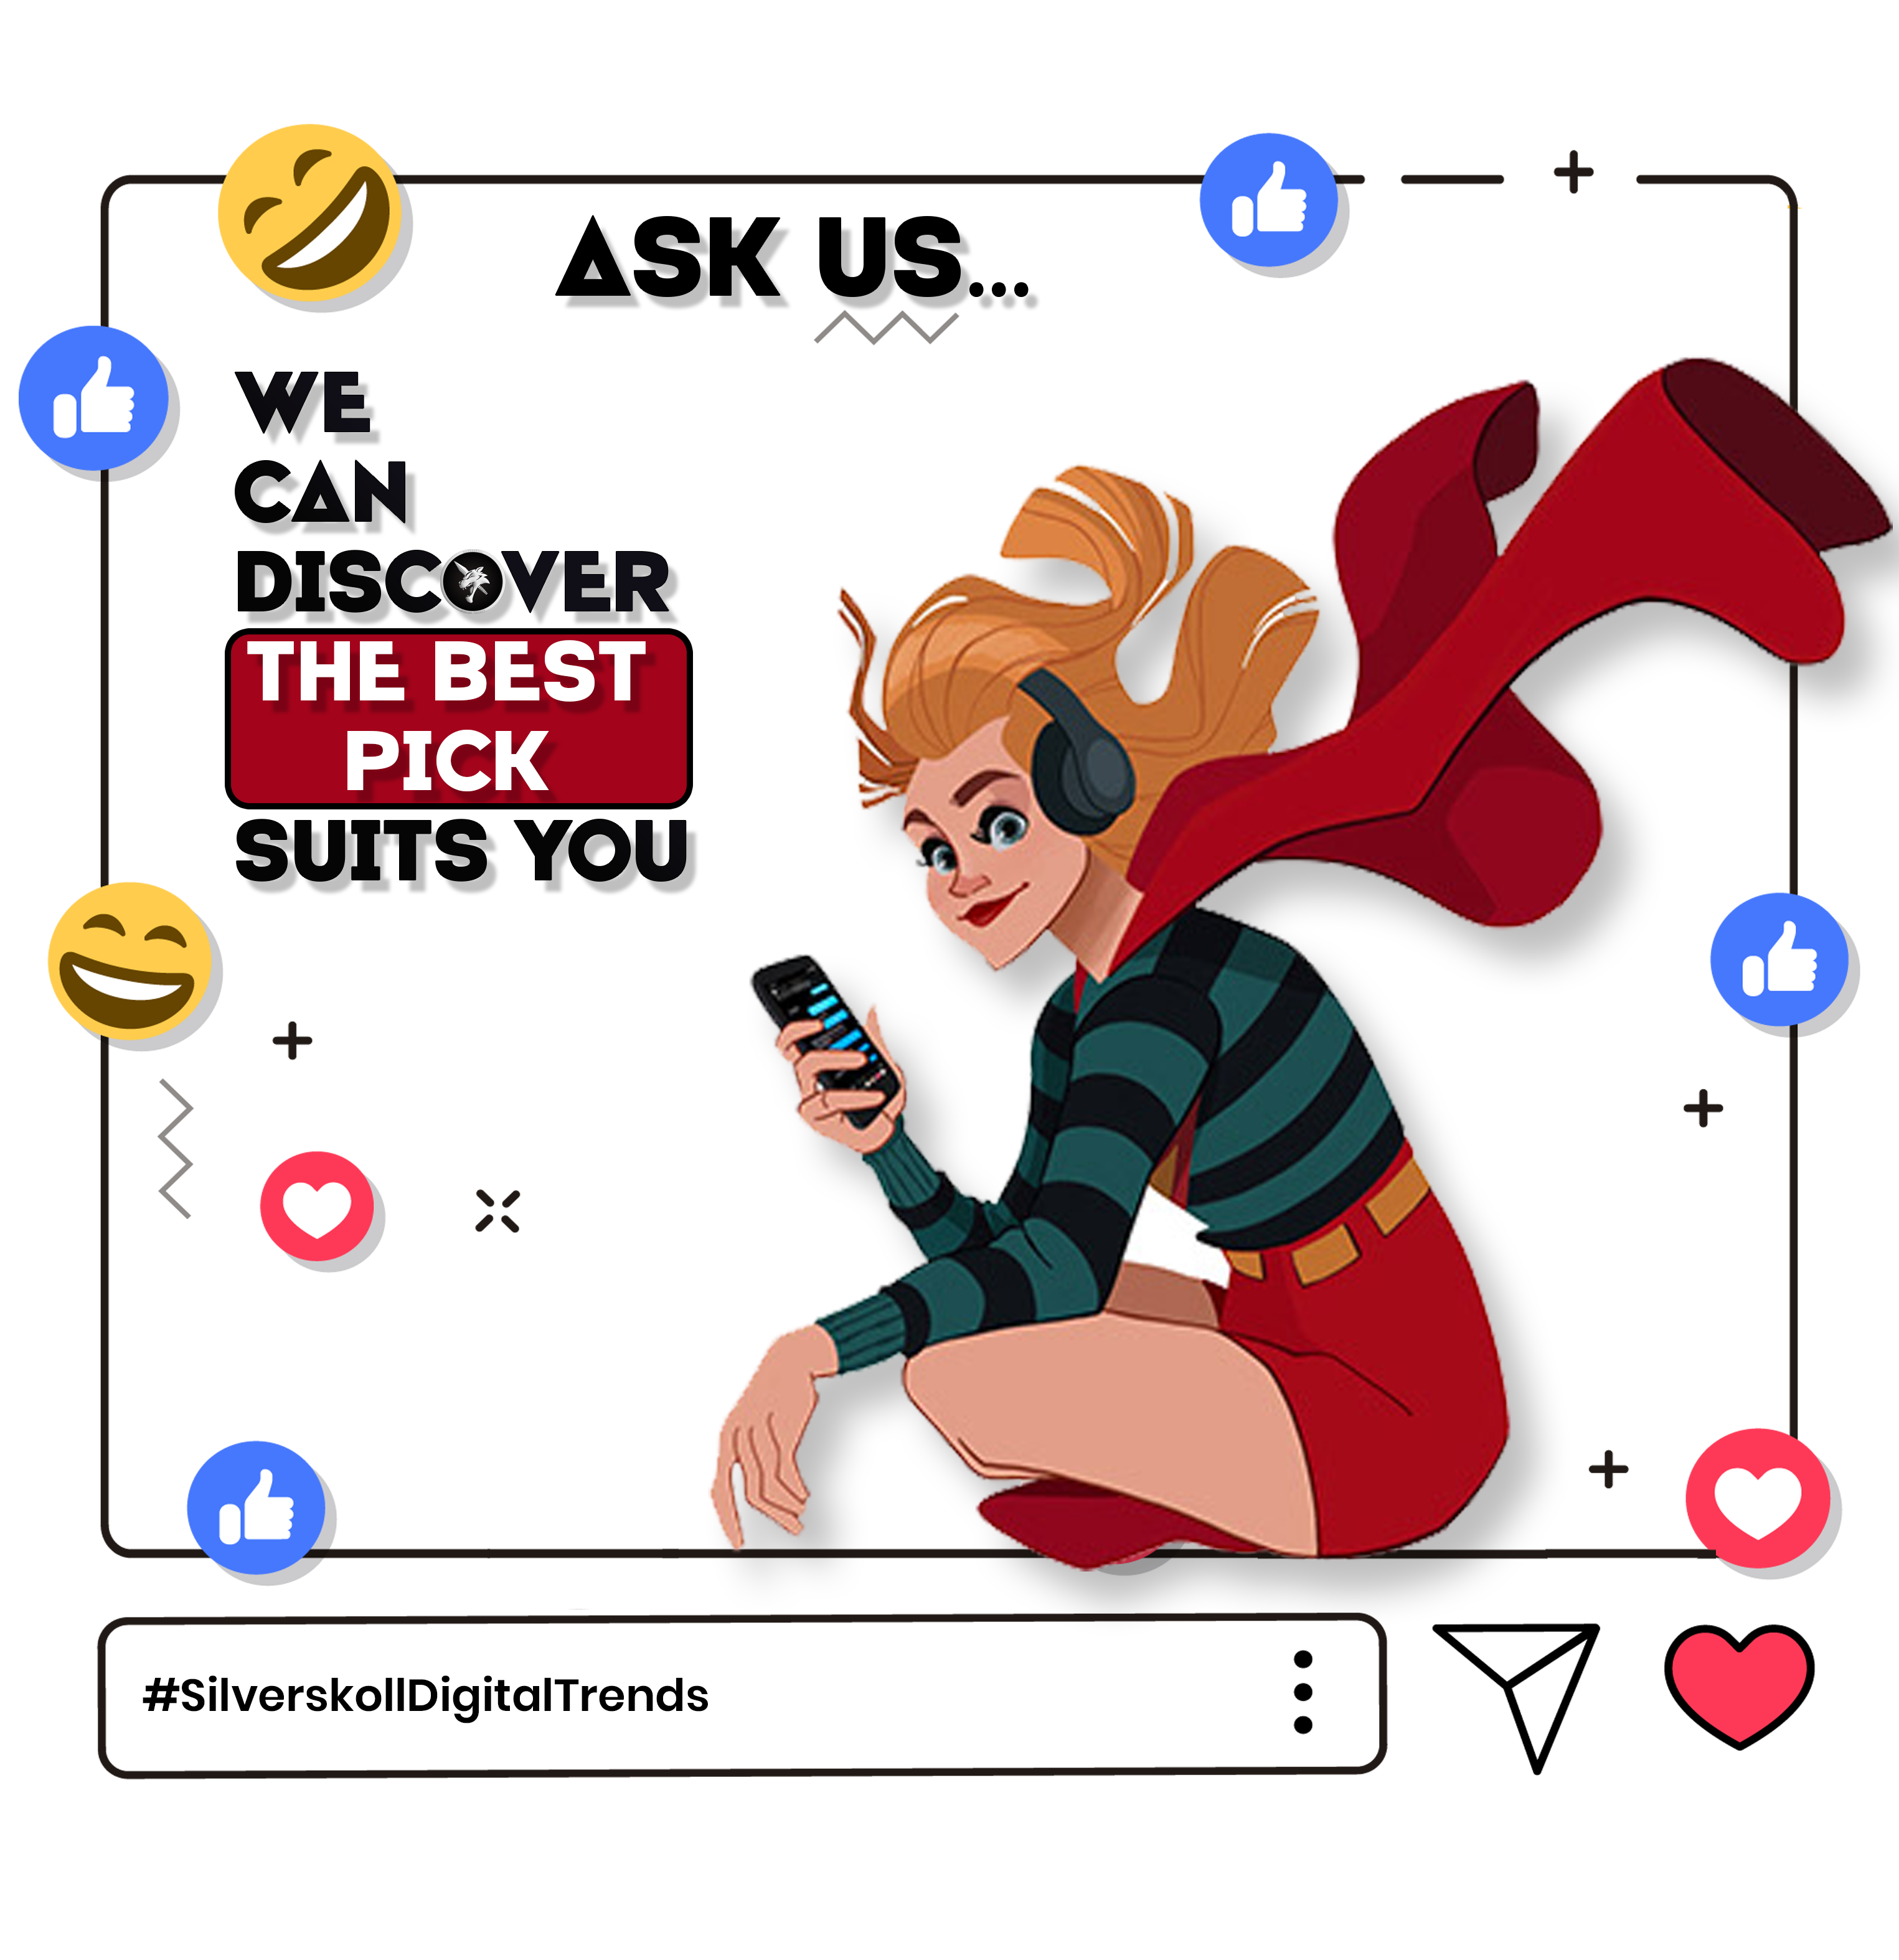 ASK US...
WE
CAN
DISCOVER
THE BEST
PICK
SUITS YOU
#SilverskollDigitalTrends